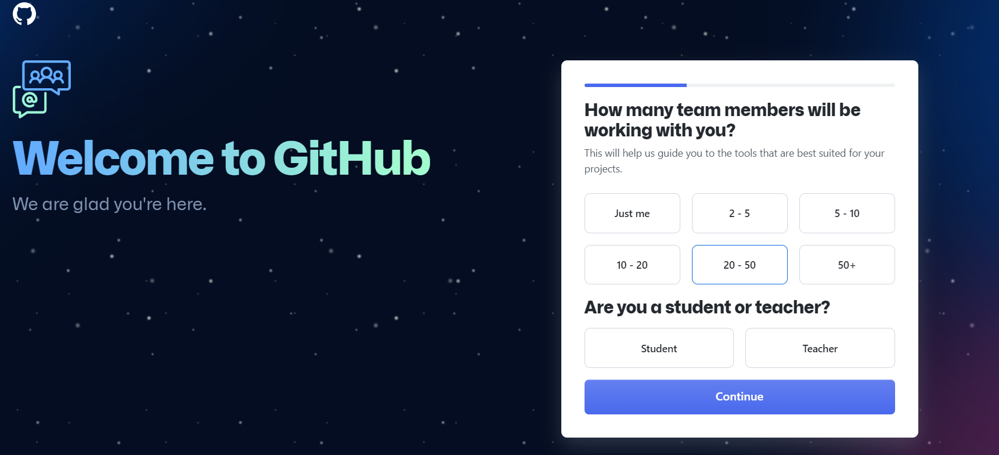 Welcome to GitHub
We are glad you're here.
How many team members will be
working with you?
This will help us guide you to the tools that are best suited for your
projects.
Just me
2 - 5
5 - 10
10 - 20
20 - 50
50+
Are you a student or teacher?
Student
Teacher
Continue